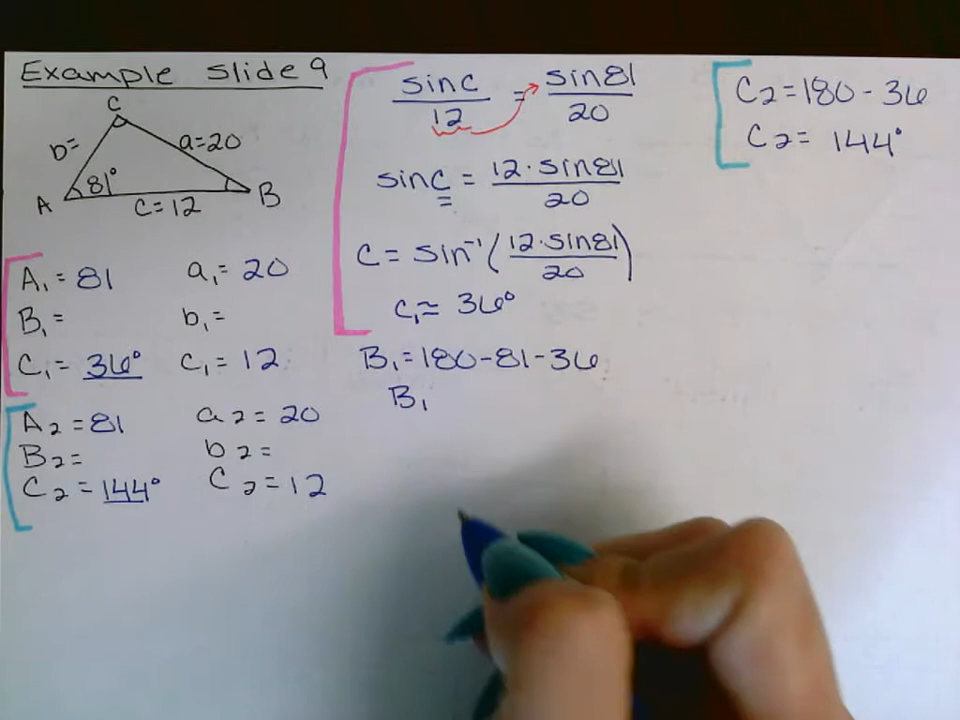 Example slide 9
C
b=
a=20
81°
A
B
c=12
A₁ = 81
a₁ = 20
B₁ =
b₁ =
C₁ = 36°
c₁ = 12
A₂ = 81
a₂ = 20
B₂ =
b₂ =
C₂ = 144°
C₂ = 12
sinc/12 = sin81/20
sinc = 12·sin81/20
C = sin⁻¹(12·sin81/20)
C₁ ≈ 36°
B₁ = 180-81-36
B₁
C₂ = 180 - 36
C₂ = 144°